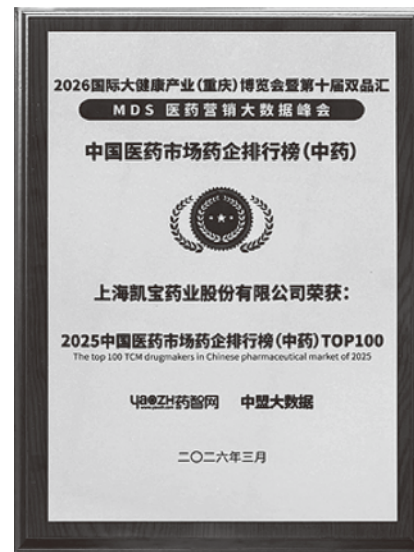 2026国际大健康产业(重庆)博览会暨第十届双品汇
MDS 医药营销大数据峰会
中国医药市场药企排行榜(中药)
上海凯宝药业股份有限公司荣获:
2025中国医药市场药企排行榜(中药)TOP100
The top 100 TCM drugmakers in Chinese pharmaceutical market of 2025
yaoZH药智网 中盟大数据
二〇二六年三月